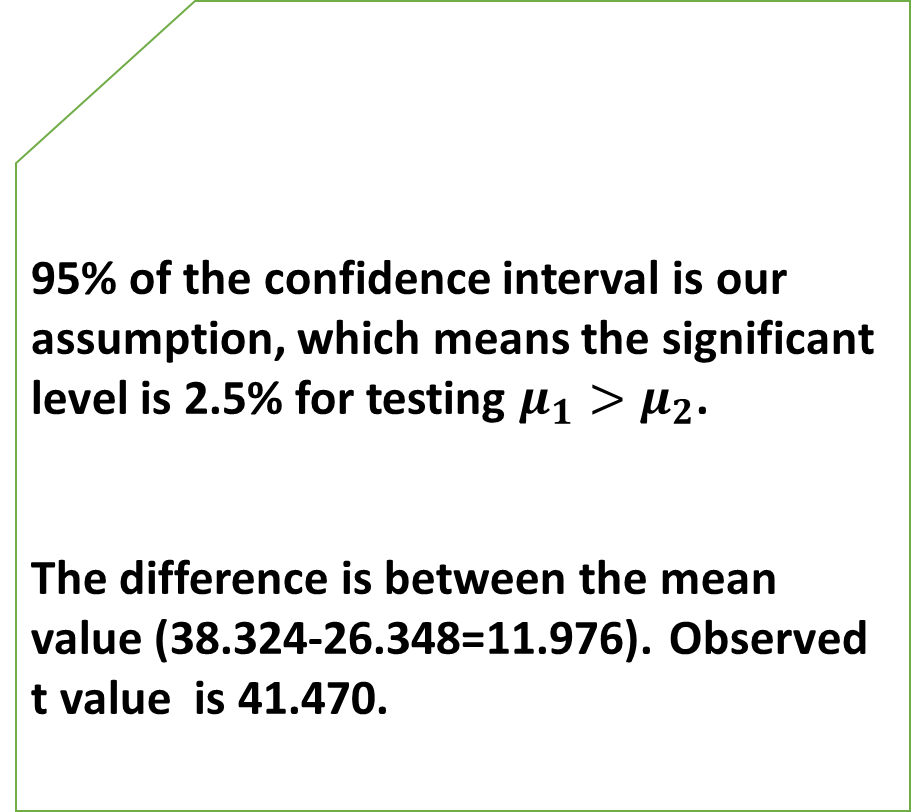 95% of the confidence interval is our
assumption, which means the significant
level is 2.5% for testing μ₁ > μ₂.
The difference is between the mean
value (38.324-26.348=11.976). Observed
t value  is 41.470.